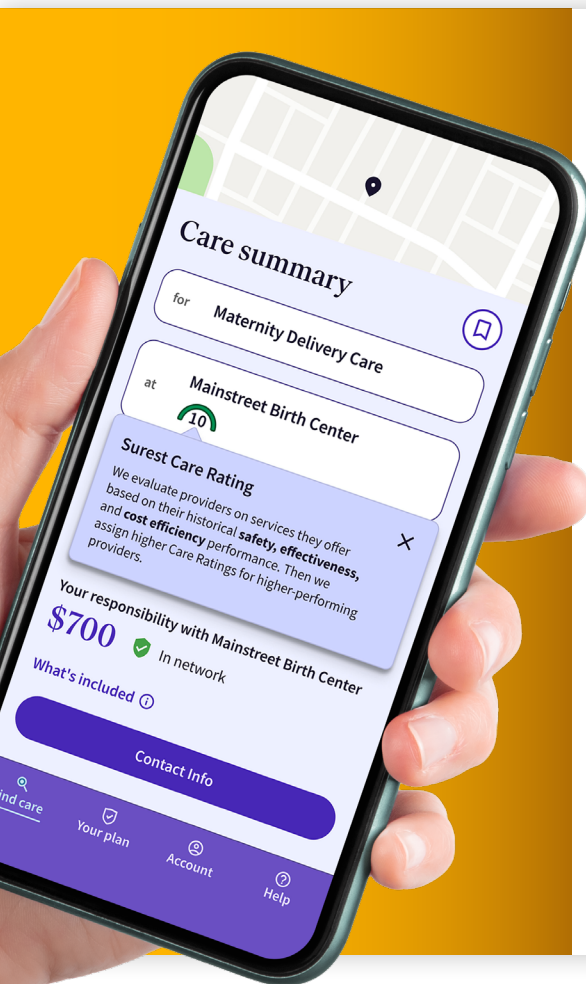 Care summary
for Maternity Delivery Care
at Mainstreet Birth Center
10
Surest Care Rating
We evaluate providers on services they offer
based on their historical safety, effectiveness,
and cost efficiency performance. Then we
assign higher Care Ratings for higher-performing
providers.
Your responsibility with Mainstreet Birth Center
$700 In network
What's included
Contact Info
ind care Your plan Account Help